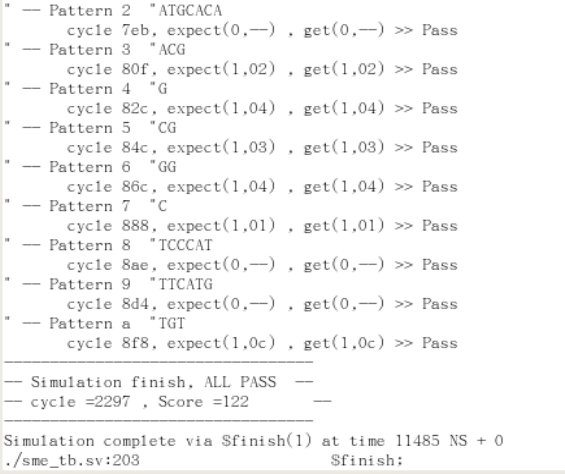 " -- Pattern 2  "ATGCACA
cycle 7eb, expect(0,--) , get(0,--) >> Pass
" -- Pattern 3  "ACG
cycle 80f, expect(1,02) , get(1,02) >> Pass
" -- Pattern 4  "G
cycle 82c, expect(1,04) , get(1,04) >> Pass
" -- Pattern 5  "CG
cycle 84c, expect(1,03) , get(1,03) >> Pass
" -- Pattern 6  "GG
cycle 86c, expect(1,04) , get(1,04) >> Pass
" -- Pattern 7  "C
cycle 888, expect(1,01) , get(1,01) >> Pass
" -- Pattern 8  "TCCCAT
cycle 8ae, expect(0,--) , get(0,--) >> Pass
" -- Pattern 9  "TTCATG
cycle 8d4, expect(0,--) , get(0,--) >> Pass
" -- Pattern a  "TGT
cycle 8f8, expect(1,0c) , get(1,0c) >> Pass
-----------------------------------
-- Simulation finish, ALL PASS  --
-- cycle =2297 , Score =122       --
-----------------------------------
Simulation complete via $finish(1) at time 11485 NS + 0
./sme_tb.sv:203                     $finish;